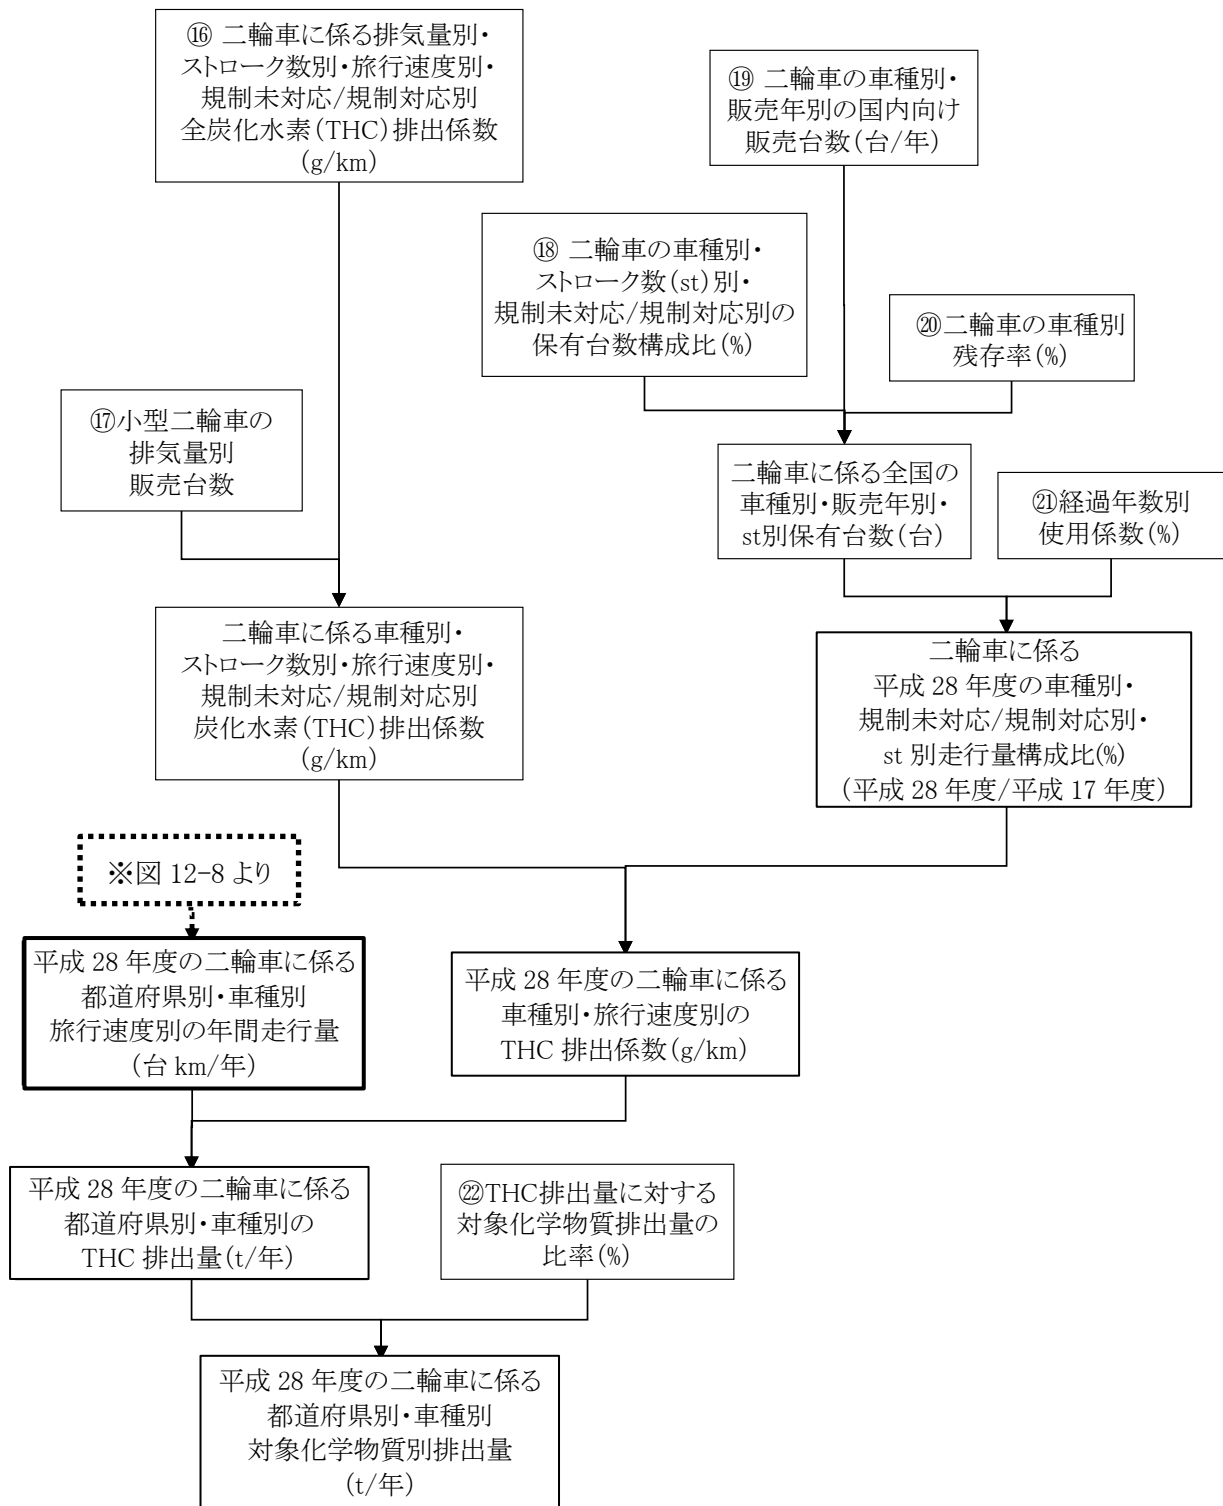 ⑯ 二輪車に係る排気量別・
ストローク数別・旅行速度別・
規制未対応/規制対応別
全炭化水素(THC)排出係数
(g/km)
⑲ 二輪車の車種別・
販売年別の国内向け
販売台数(台/年)
⑱ 二輪車の車種別・
ストローク数(st)別・
規制未対応/規制対応別の
保有台数構成比(%)
⑳二輪車の車種別
残存率(%)
⑰小型二輪車の
排気量別
販売台数
二輪車に係る全国の
車種別・販売年別・
st別保有台数(台)
㉑経過年数別
使用係数(%)
二輪車に係る車種別・
ストローク数別・旅行速度別・
規制未対応/規制対応別
炭化水素(THC)排出係数
(g/km)
二輪車に係る
平成 28 年度の車種別・
規制未対応/規制対応別・
st 別走行量構成比(%)
(平成 28 年度/平成 17 年度)
※図 12-8 より
平成 28 年度の二輪車に係る
都道府県別・車種別
旅行速度別の年間走行量
(台 km/年)
平成 28 年度の二輪車に係る
車種別・旅行速度別の
THC 排出係数(g/km)
平成 28 年度の二輪車に係る
都道府県別・車種別の
THC 排出量(t/年)
㉒THC排出量に対する
対象化学物質排出量の
比率(%)
平成 28 年度の二輪車に係る
都道府県別・車種別
対象化学物質別排出量
(t/年)